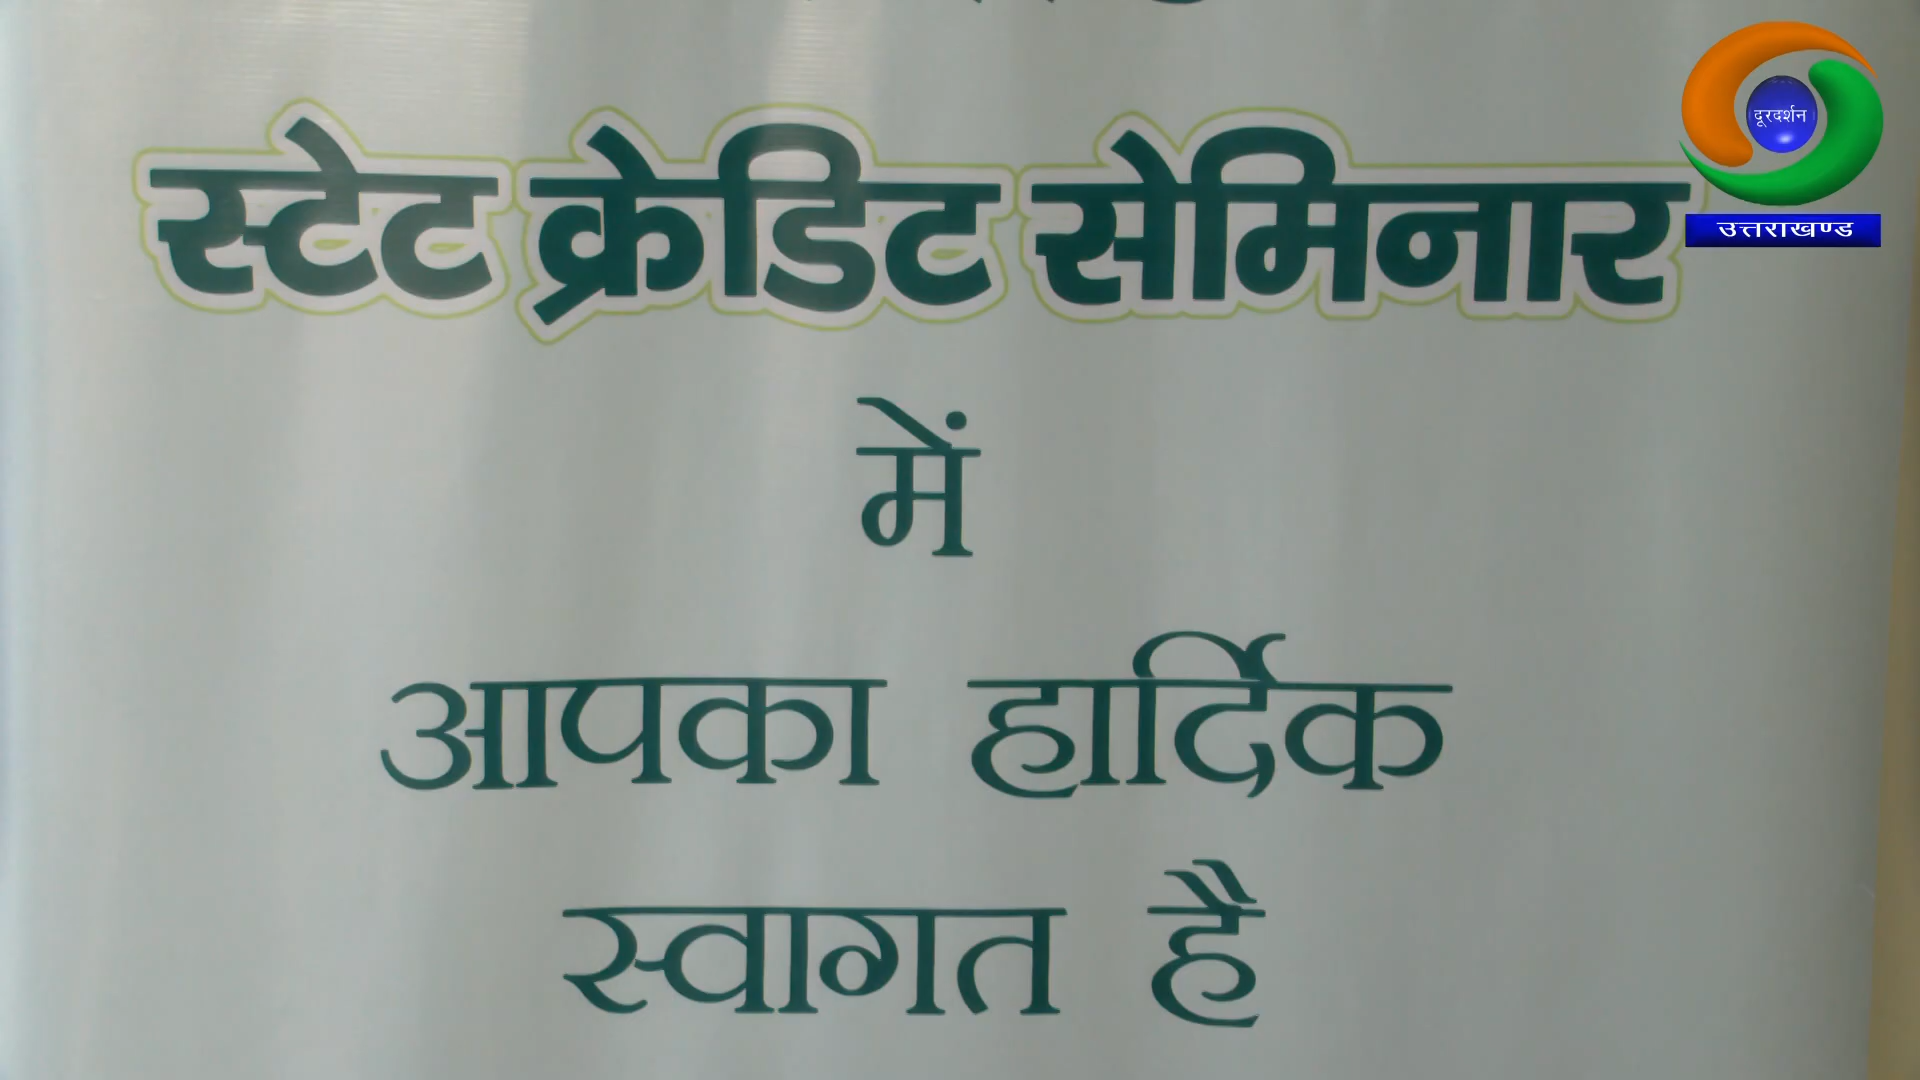 स्टेट क्रेडिट सेमिनार
में
आपका हार्दिक
स्वागत है
दूरदर्शन
उत्तराखण्ड